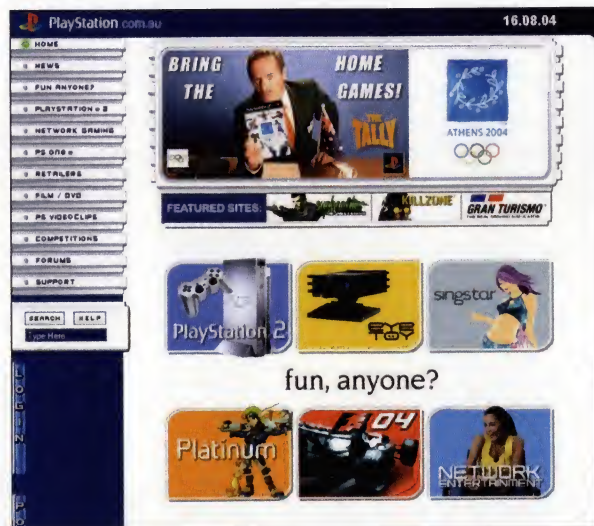 PlayStation.com.au
16.08.04
HOME
NEWS
FUN ANYONE?
PLAYSTATION 2
NETWORK GAMING
PS one
RETAILERS
FILM / DVD
PS VIDEOCLIPS
COMPETITIONS
FORUMS
SUPPORT
SEARCH HELP
Type Here
LOGIN
BRING HOME
THE GAMES!
THE
TALLY
ATHENS 2004
FEATURED SITES:
KILLZONE
GRAN TURISMO
PlayStation 2
EYE
TOY
singstar
fun, anyone?
Platinum
04
NETWORK
ENTERTAINMENT